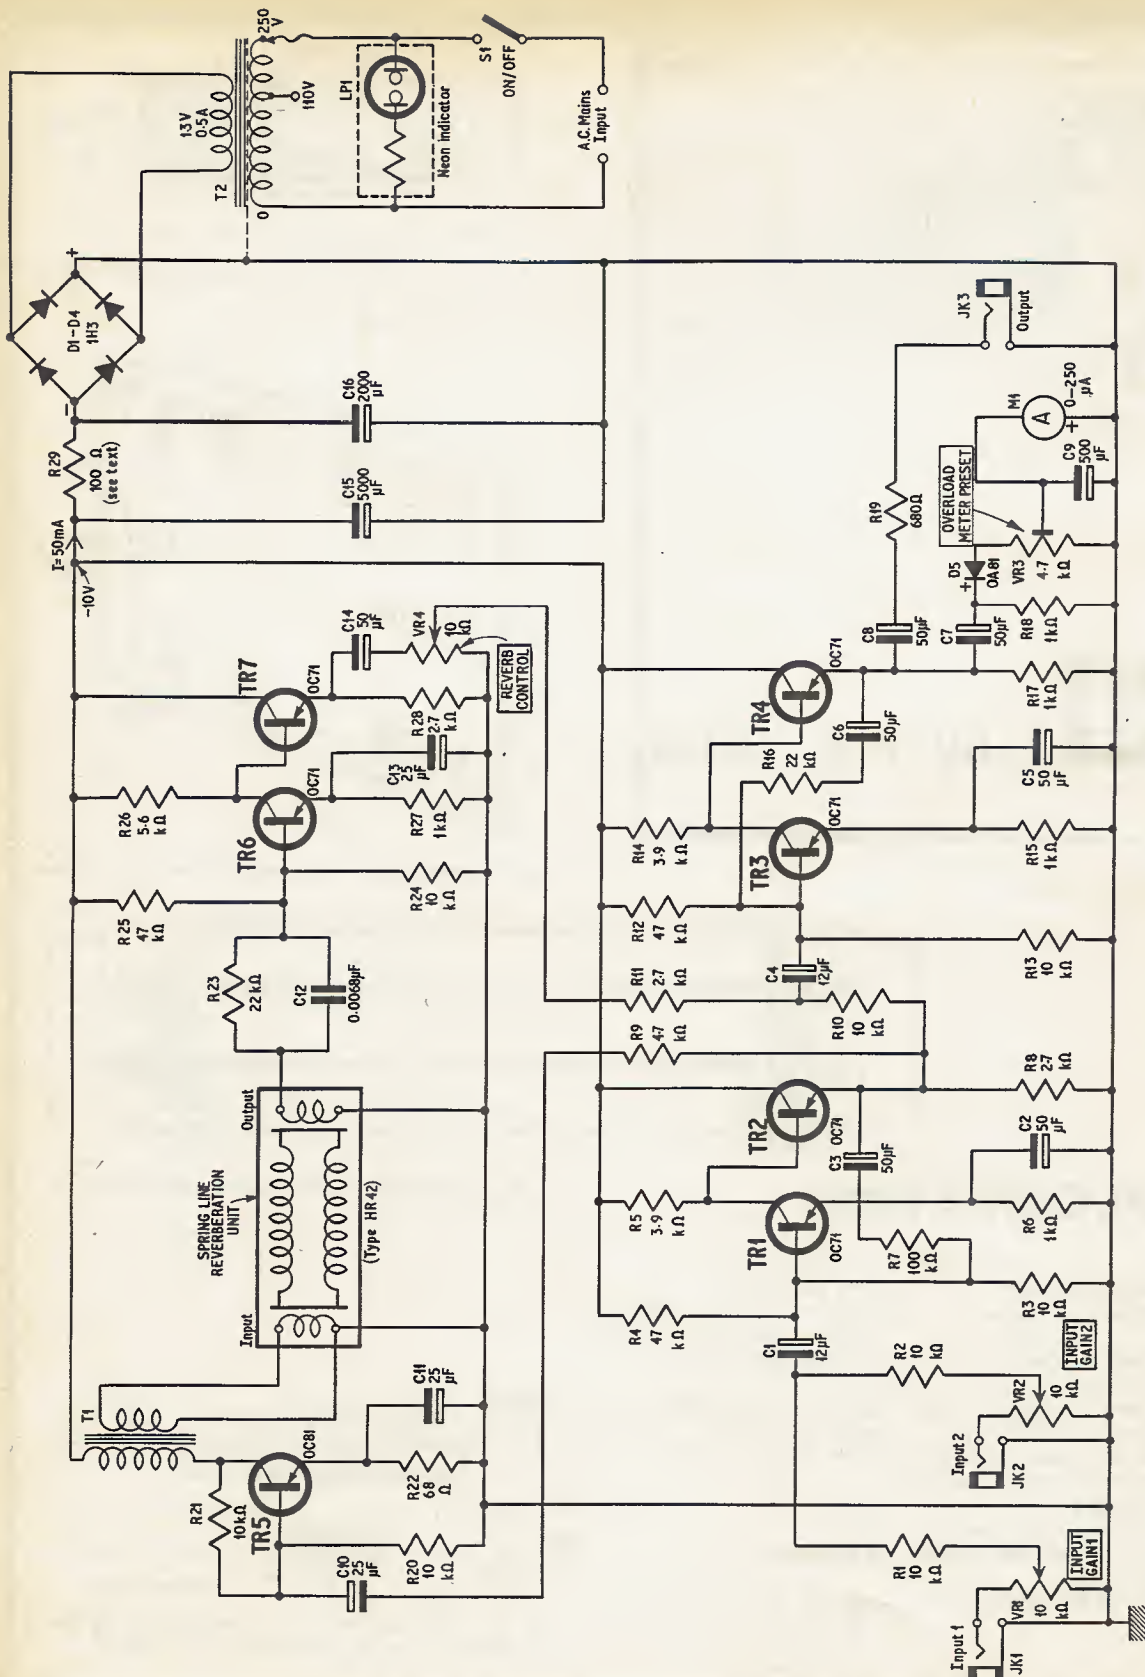 250
V
13V
0·5A
T2
110V
0
LP1
Neon indicator
S1
ON/OFF
A.C. Mains
Input
+
D1–D4
1H3
–
R29
100 Ω
(see text)
I=50mA
-10V
C16
2000
µF
C15
5000
µF
TR7
OC71
C14
50
µF
VR4
10
kΩ
REVERB
CONTROL
R28
2·7
kΩ
R26
5·6
kΩ
TR6
OC71
C13
25
µF
R27
1kΩ
R25
47
kΩ
R24
10
kΩ
R23
22kΩ
C12
0·0068µF
SPRING LINE
REVERBERATION
UNIT
Output
Input
(Type HR42)
T1
R21
10kΩ
TR5
OC81
C11
25
µF
R22
68
Ω
R20
10
kΩ
C10
25
µF
JK3
Output
R19
680Ω
OVERLOAD
METER PRESET
M1
A
0-250
µA
+
C9
500
µF
D5
+
OA81
VR3
4·7
kΩ
C8
50µF
C7
50µF
R18
1kΩ
R17
1kΩ
TR4
OC71
C6
50µF
R16
22
kΩ
C5
50
µF
R14
3·9
kΩ
TR3
OC71
R15
1kΩ
R12
47
kΩ
R11
2·7
kΩ
C4
12µF
R13
10
kΩ
R9
4·7
kΩ
R10
10
kΩ
TR2
OC71
R8
2·7
kΩ
C3
50µF
C2
50
µF
R5
3·9
kΩ
TR1
OC71
R7
100
kΩ
R6
1kΩ
R4
47
kΩ
R3
10
kΩ
C1
12µF
R2
10
kΩ
INPUT
GAIN2
VR2
10
kΩ
Input 2
JK2
R1
10
kΩ
INPUT
GAIN1
VR1
10
kΩ
Input 1
JK1